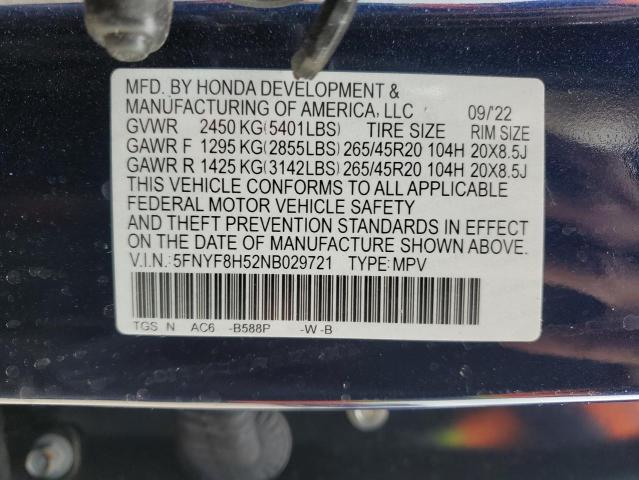 MFD. BY HONDA DEVELOPMENT &
MANUFACTURING OF AMERICA, LLC 09/'22
GVWR 2450 KG(5401LBS) TIRE SIZE RIM SIZE
GAWR F 1295 KG(2855LBS) 265/45R20 104H 20X8.5J
GAWR R 1425 KG(3142LBS) 265/45R20 104H 20X8.5J
THIS VEHICLE CONFORMS TO ALL APPLICABLE
FEDERAL MOTOR VEHICLE SAFETY
AND THEFT PREVENTION STANDARDS IN EFFECT
ON THE DATE OF MANUFACTURE SHOWN ABOVE.
V.I.N.:5FNYF8H52NB029721 TYPE:MPV
TGS N AC6 -B588P -W -B